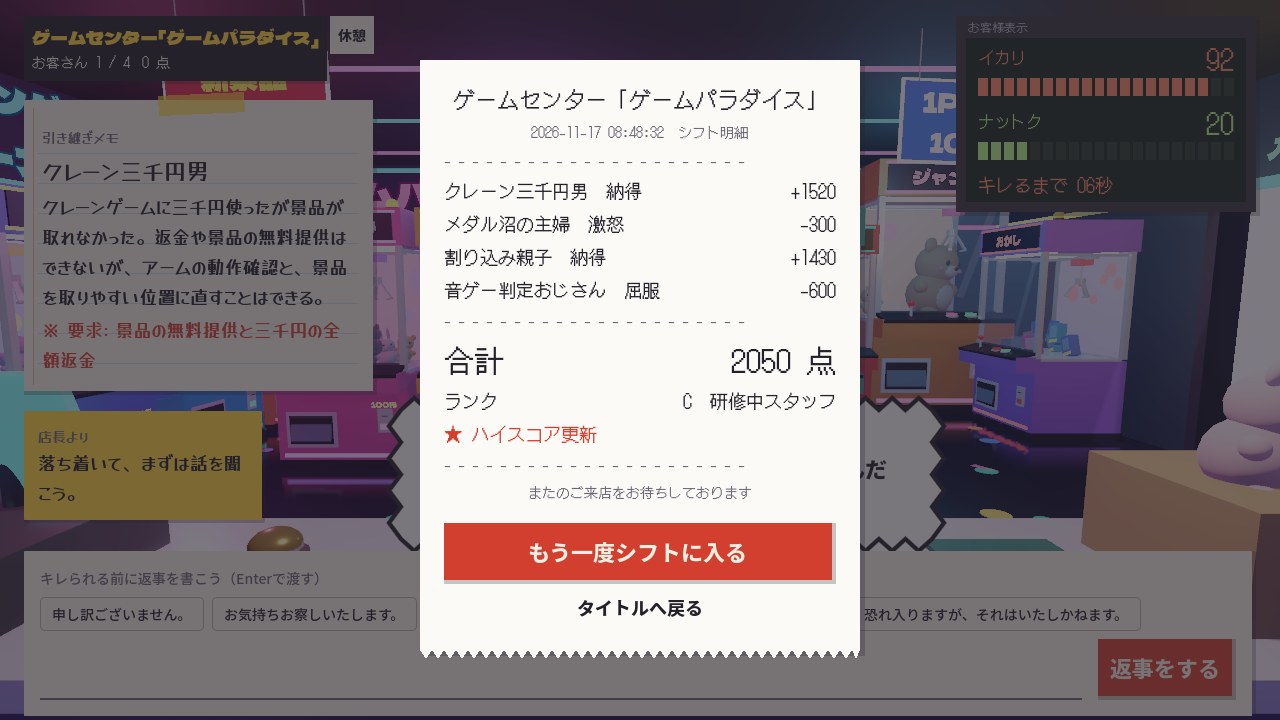 ゲームセンター「ゲームパラダイス」
お客さん 1 / 4 0 点
休憩
引き継ぎメモ
クレーン三千円男
クレーンゲームに三千円使ったが景品が
取れなかった。返金や景品の無料提供は
できないが、アームの動作確認と、景品
を取りやすい位置に直すことはできる。
※ 要求: 景品の無料提供と三千円の全
額返金
店長より
落ち着いて、まずは話を聞
こう。
お客様表示
イカリ 92
ナットク 20
キレるまで 06秒
1P
おかし
100円
ゲームセンター「ゲームパラダイス」
2026-11-17 08:48:32 シフト明細
クレーン三千円男 納得 +1520
メダル沼の主婦 激怒 -300
割り込み親子 納得 +1430
音ゲー判定おじさん 屈服 -600
合計 2050 点
ランク C 研修中スタッフ
★ ハイスコア更新
またのご来店をお待ちしております
もう一度シフトに入る
タイトルへ戻る
キレられる前に返事を書こう（Enterで渡す）
申し訳ございません。
お気持ちお察しいたします。
恐れ入りますが、それはいたしかねます。
返事をする